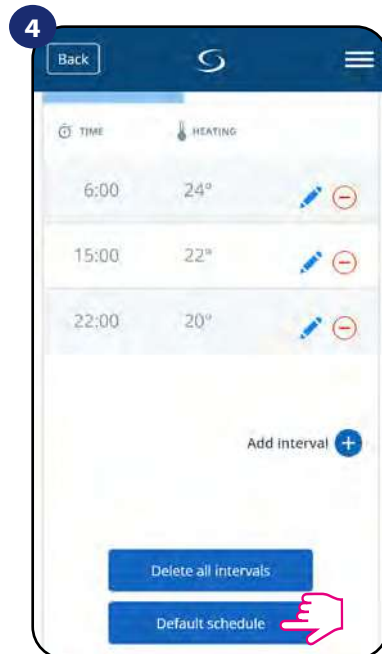 4
Back
TIME HEATING
6:00 24°
15:00 22°
22:00 20°
Add interval
Delete all intervals
Default schedule